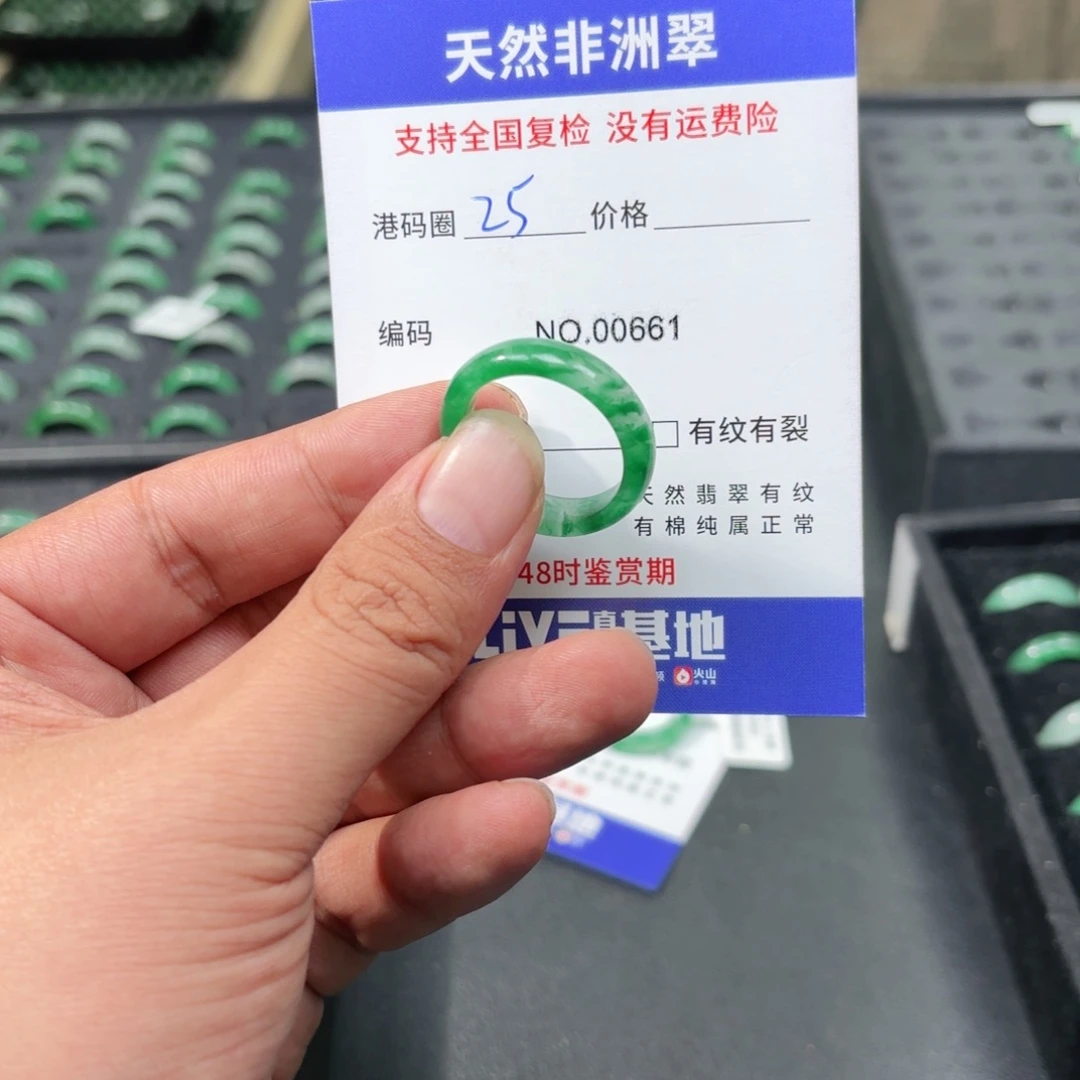 天然非洲翠
支持全国复检 没有运费险
港码圈 25 价格
编码 NO.00661
有纹有裂
天然翡翠有纹
有棉纯属正常
48时鉴赏期
基地
火山